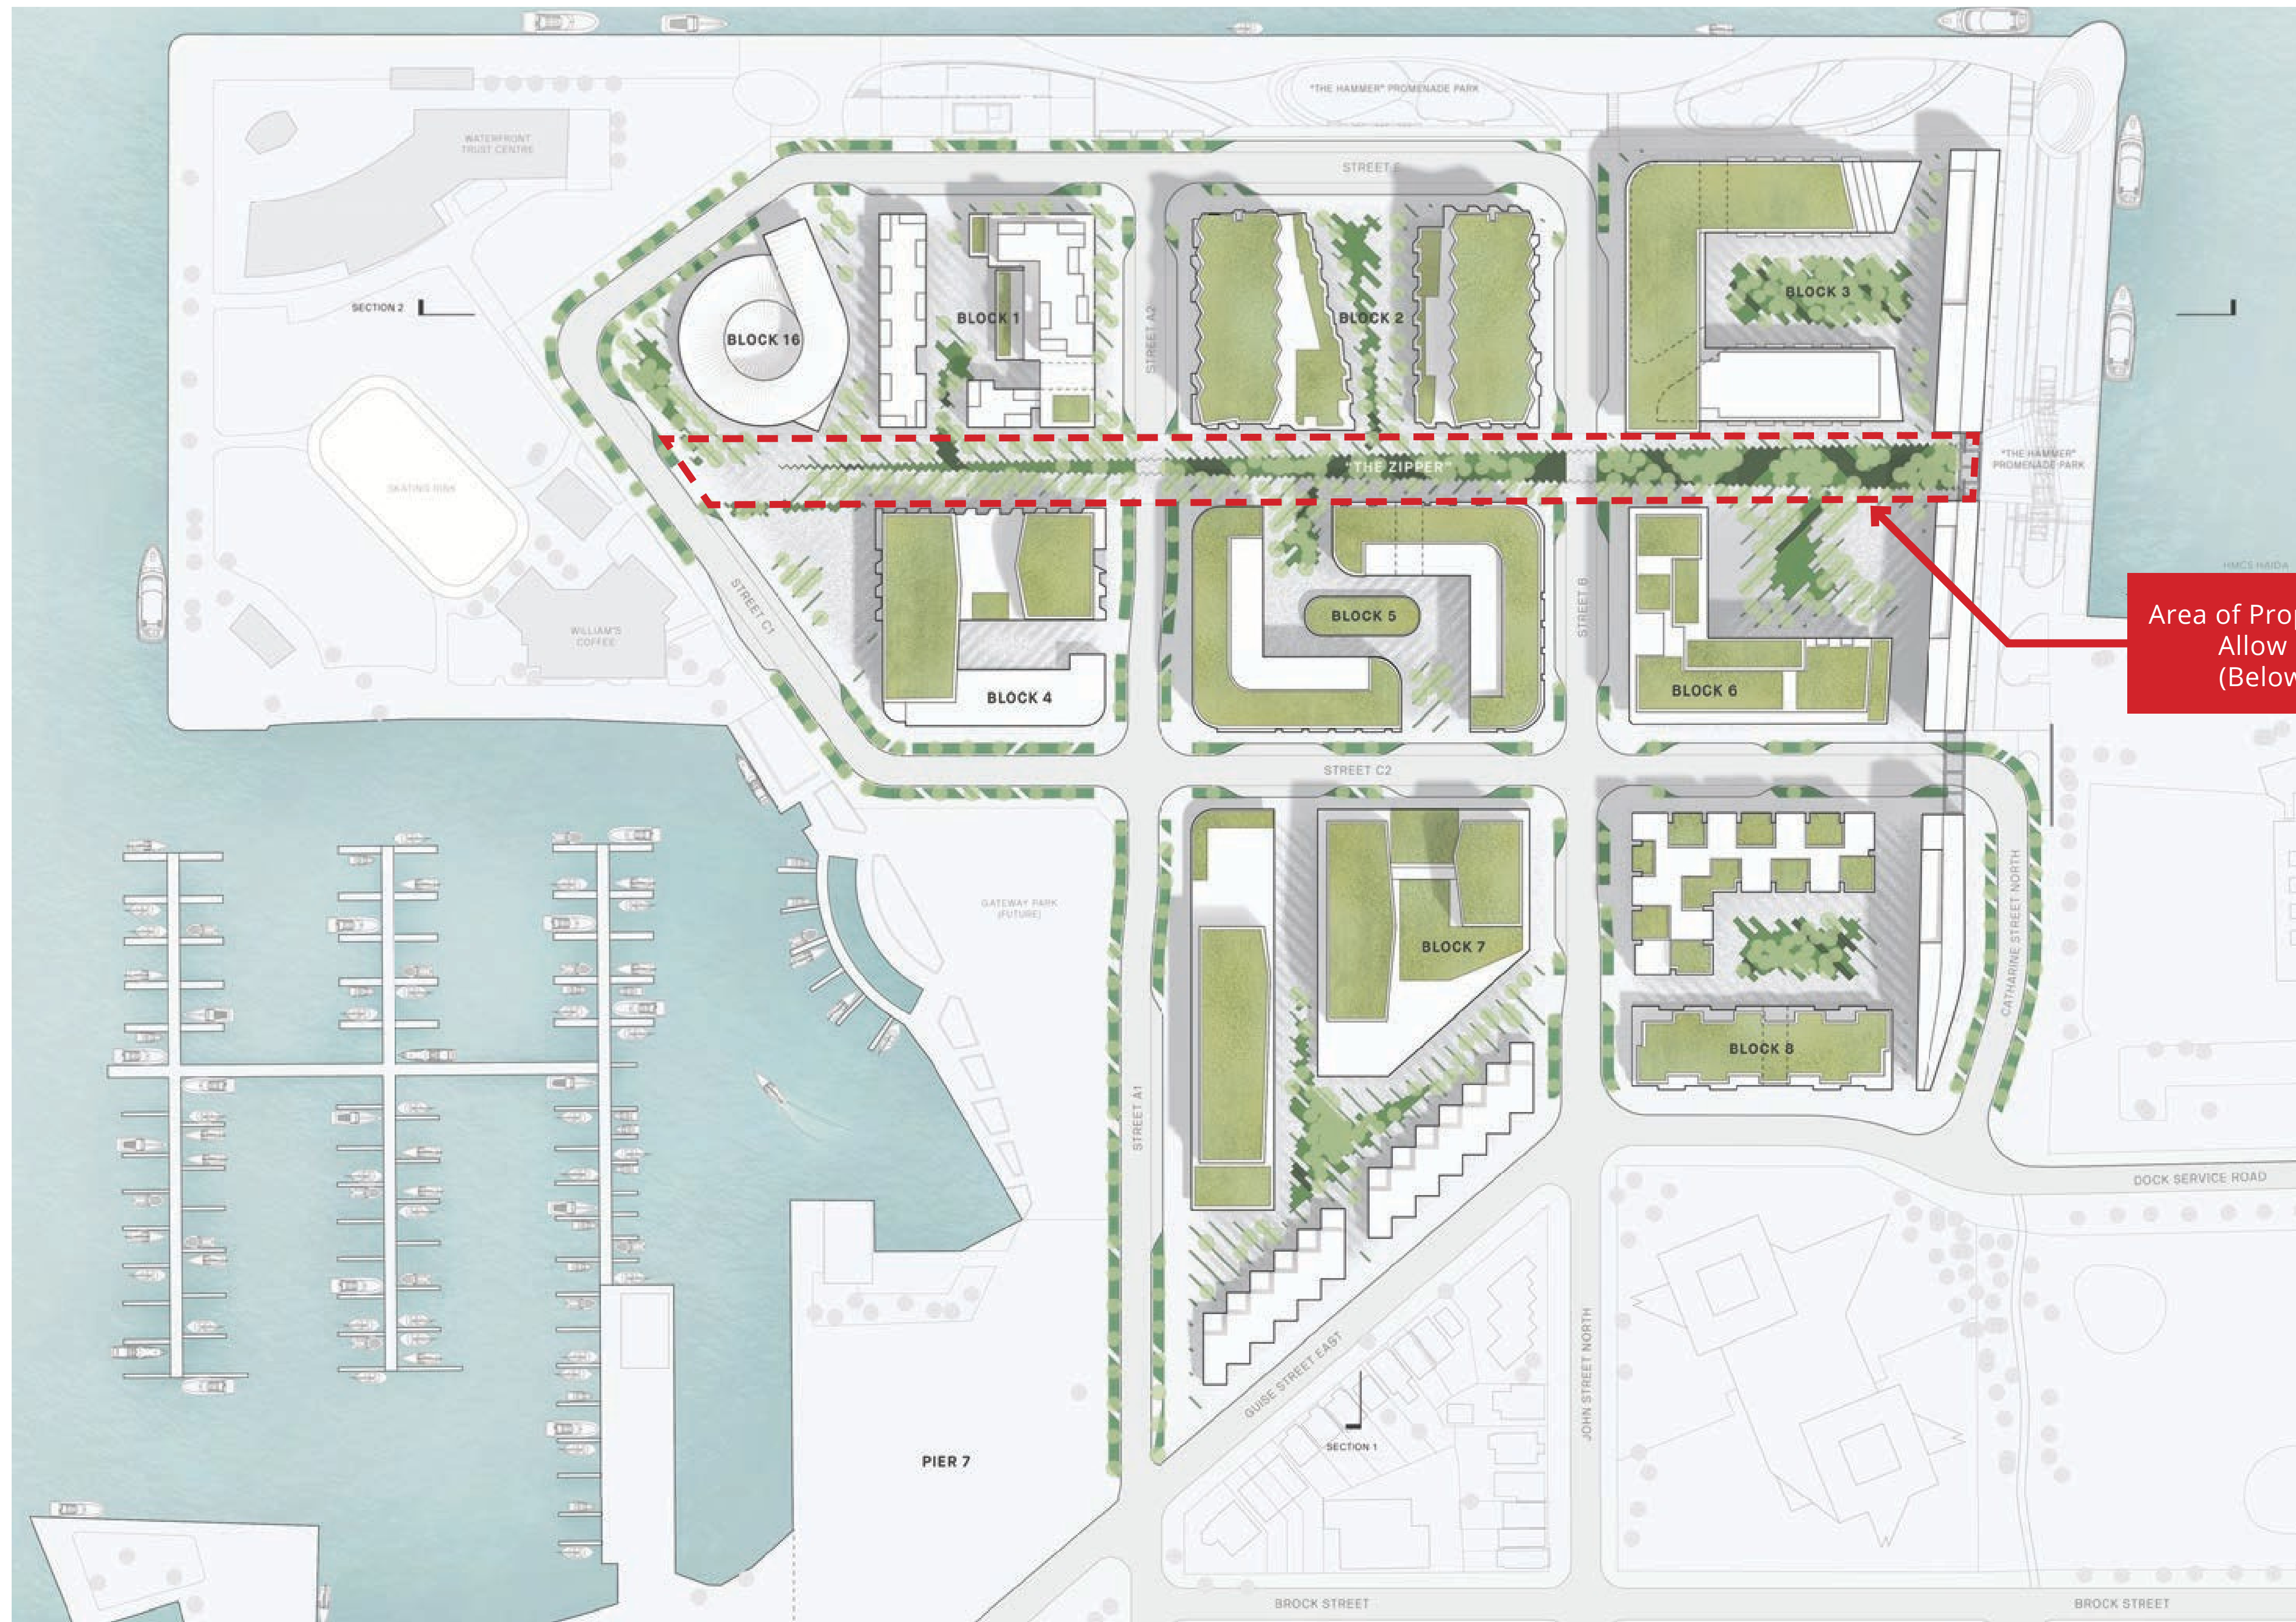 "THE HAMMER" PROMENADE PARK
WATERFRONT
TRUST CENTRE
STREET E
SECTION 2
BLOCK 16
BLOCK 1
STREET A2
BLOCK 2
BLOCK 3
"THE ZIPPER"
"THE HAMMER"
PROMENADE PARK
SKATING RINK
HMCS HAIDA
STREET C1
WILLIAM'S
COFFEE
BLOCK 4
BLOCK 5
STREET B
BLOCK 6
Area of
Allow
STREET C2
GATEWAY PARK
(FUTURE)
BLOCK 7
CATHARINE STREET NORTH
BLOCK 8
STREET A1
DOCK SERVICE ROAD
GUISE STREET EAST
JOHN STREET NORTH
SECTION 1
PIER 7
BROCK STREET
BROCK STREET